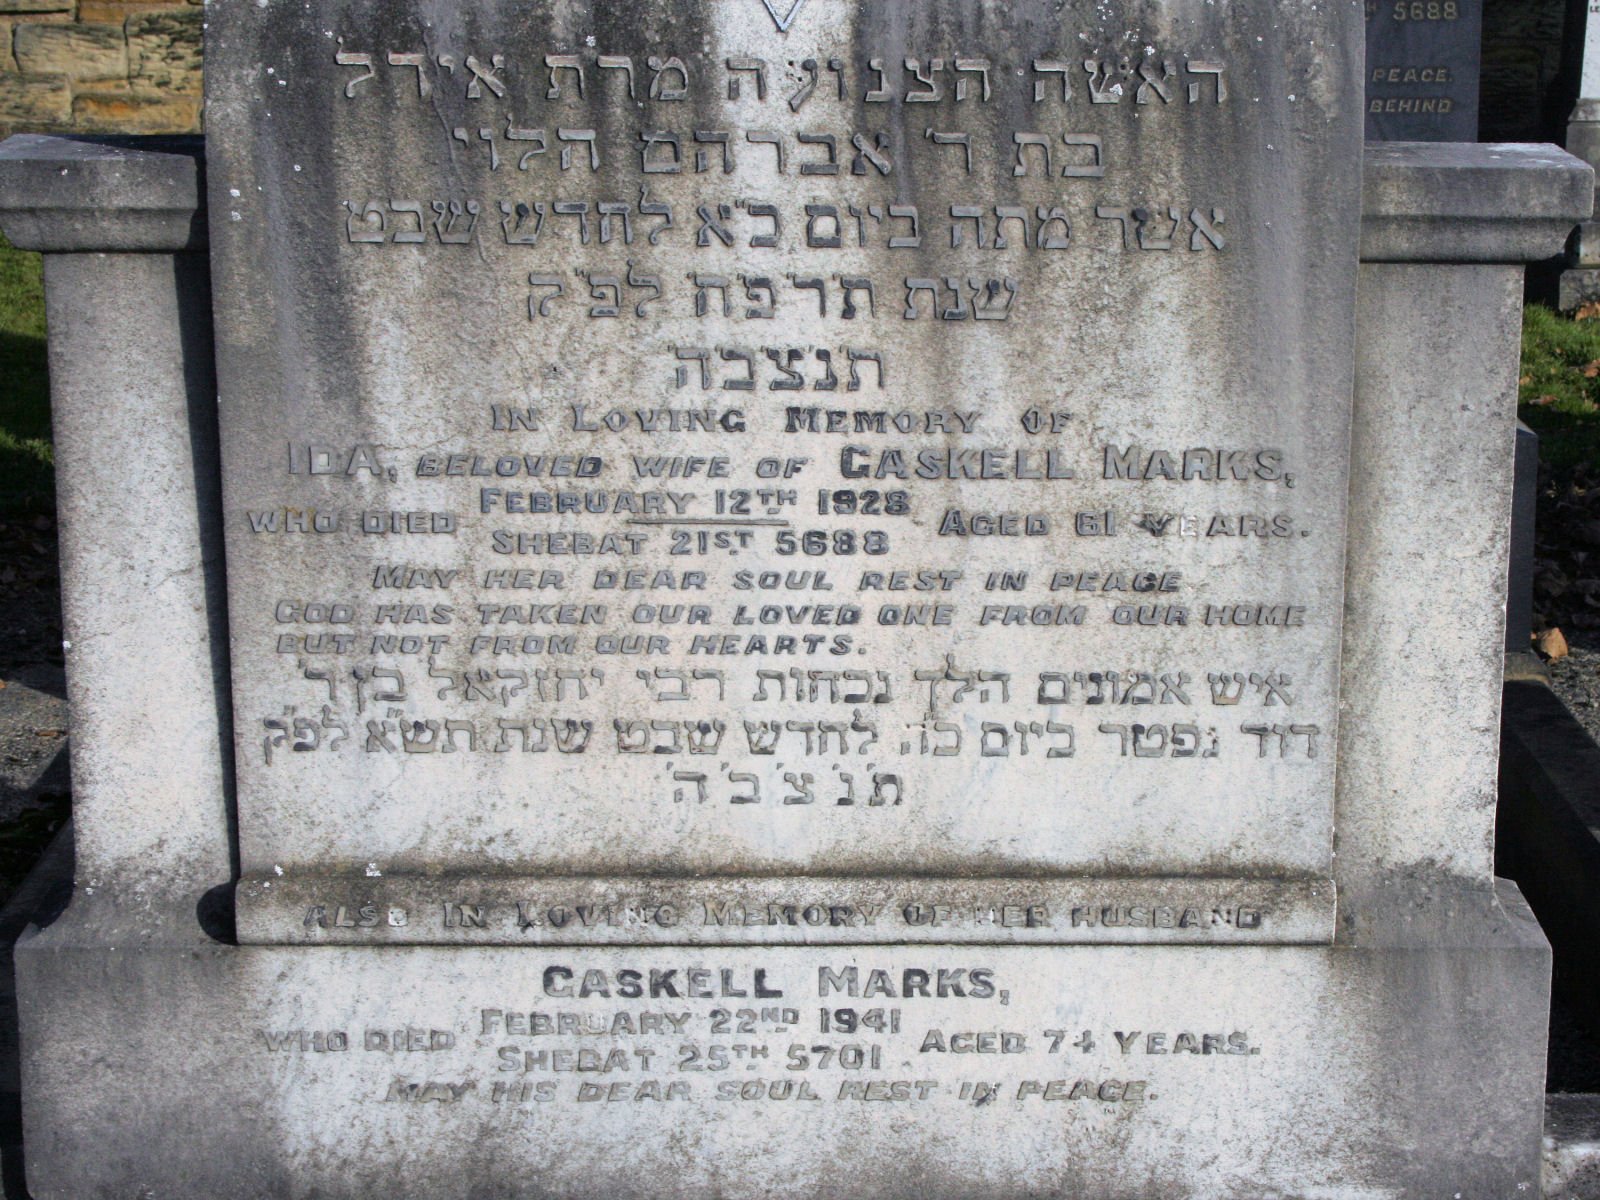 האשה הצנועה מרת אידל
בת ר' אברהם הלוי
אשר מתה ביום כ"א לחדש שבט
שנת ת'ר'פ'ח' לפ"ק
ת'נ'צ'ב'ה'
IN LOVING MEMORY OF
IDA, BELOVED WIFE OF GASKELL MARKS,
WHO DIED FEBRUARY 12TH 1928 AGED 61 YEARS.
SHEBAT 21ST 5688
MAY HER DEAR SOUL REST IN PEACE
GOD HAS TAKEN OUR LOVED ONE FROM OUR HOME
BUT NOT FROM OUR HEARTS.
איש אמונים הלך נכחות רבי יחזקאל בן ר'
דוד נפטר ביום כ"ה לחדש שבט שנת תש"א לפ"ק
ת'נ'צ'ב'ה'
ALSO IN LOVING MEMORY OF HER HUSBAND
GASKELL MARKS,
WHO DIED FEBRUARY 22ND 1941 AGED 74 YEARS.
SHEBAT 25TH 5701
MAY HIS DEAR SOUL REST IN PEACE.
5688
PEACE.
BEHIND